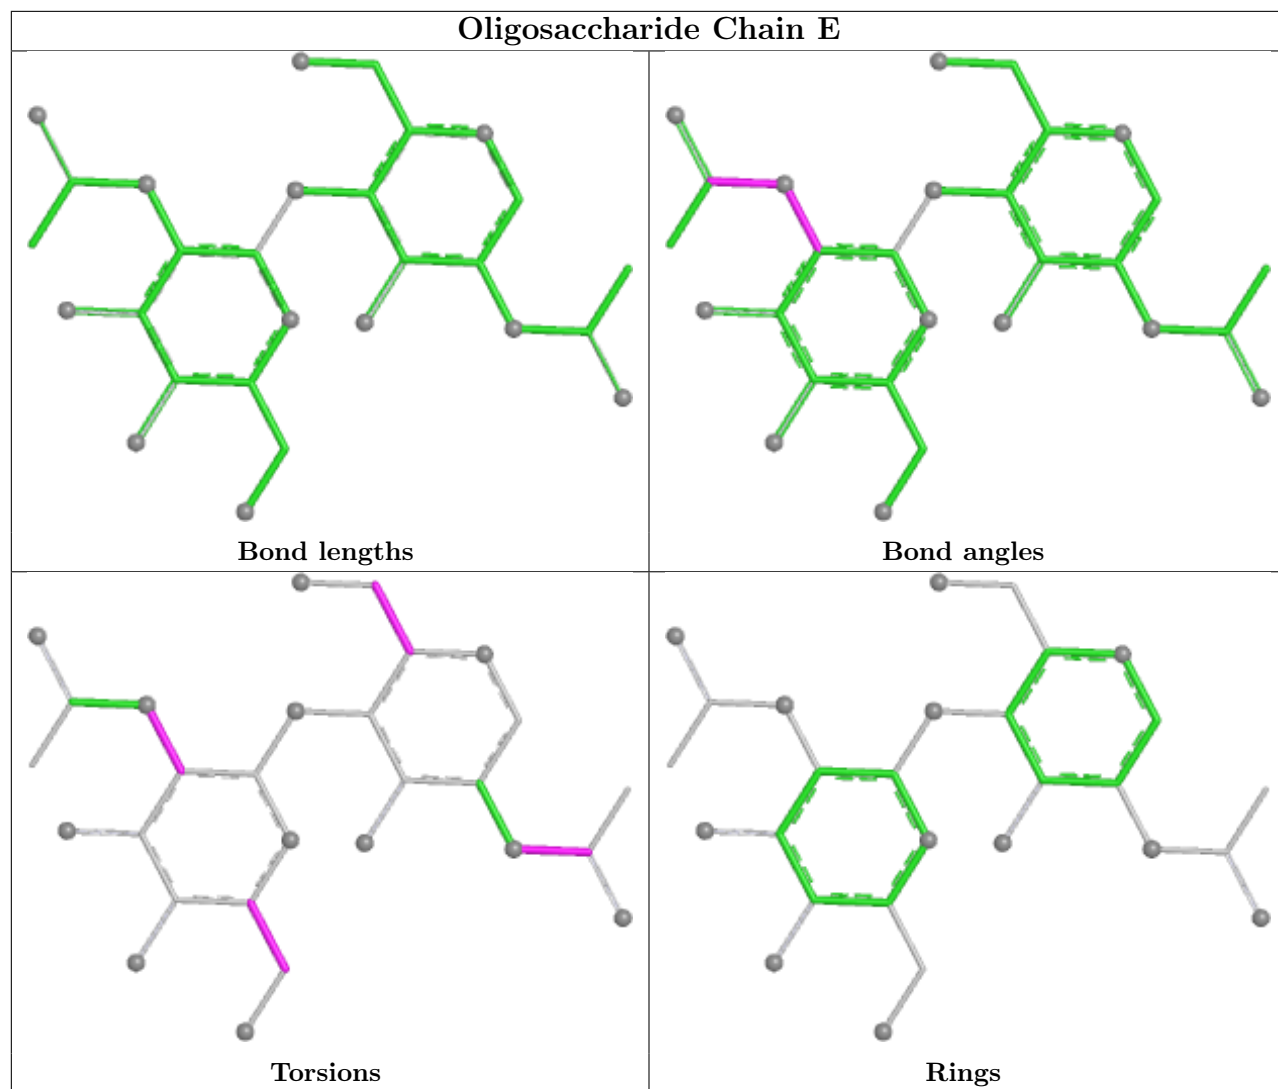 Oligosaccharide Chain E
Bond lengths
Bond angles
Torsions
Rings